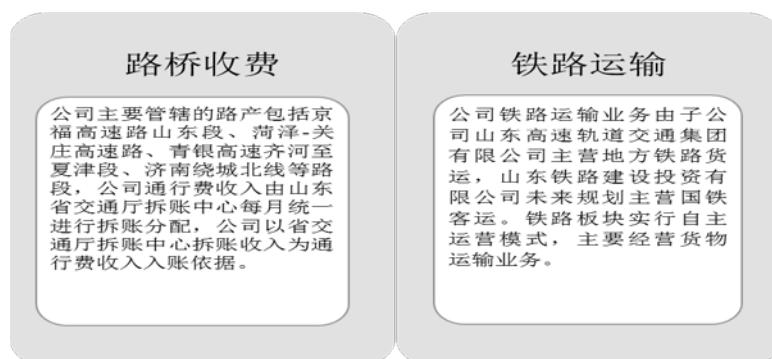 路桥收费
公司主要管辖的路产包括京
福高速路山东段、菏泽-关
庄高速路、青银高速齐河至
夏津段、济南绕城北线等路
段，公司通行费收入由山东
省交通厅拆账中心每月统一
进行拆账分配，公司以省交
通厅拆账中心拆账收入为通
行费收入入账依据。
铁路运输
公司铁路运输业务由子公
司山东高速轨道交通集团
有限公司主营地方铁路货
运，山东铁路建设投资有
限公司未来规划主营国铁
客运。铁路板块实行自主
运营模式，主要经营货物
运输业务。